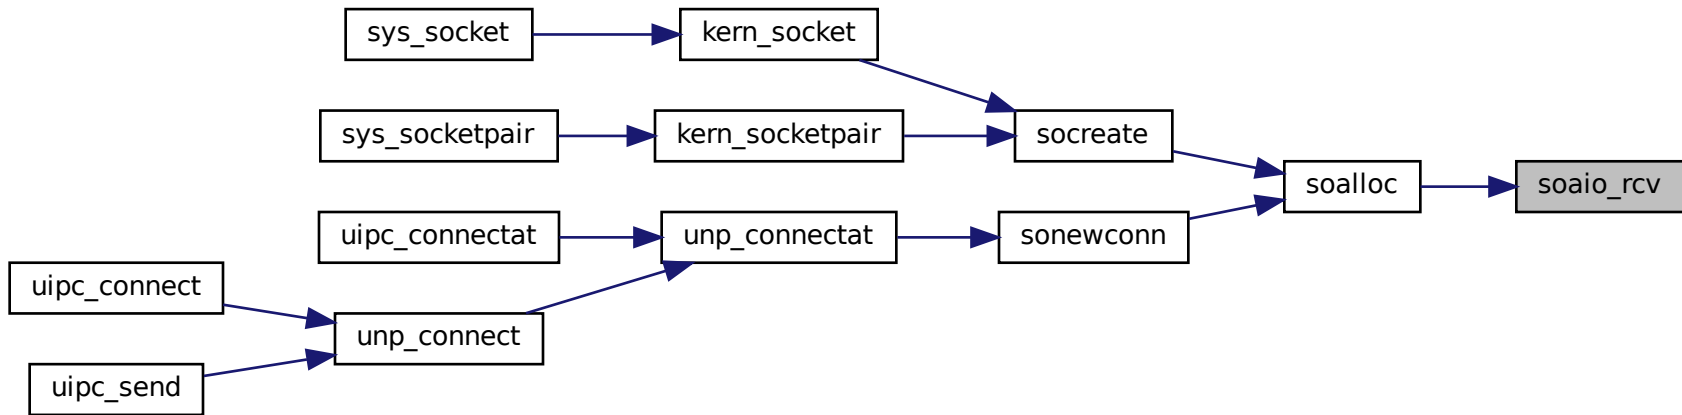 sys_socket
kern_socket
sys_socketpair
kern_socketpair
socreate
soalloc
soaio_rcv
uipc_connectat
unp_connectat
sonewconn
uipc_connect
unp_connect
uipc_send